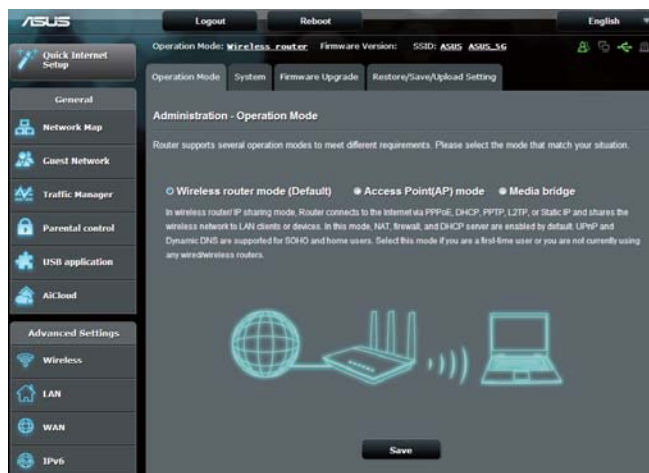 ASUS
Logout
Reboot
English
Operation Mode: Wireless router Firmware Version: SSID: ASUS ASUS_5G
Quick Internet
Setup
General
Network Map
Guest Network
Traffic Manager
Parental control
USB application
AiCloud
Advanced Settings
Wireless
LAN
WAN
IPv6
Operation Mode
System
Firmware Upgrade
Restore/Save/Upload Setting
Administration - Operation Mode
Router supports several operation modes to meet different requirements. Please select the mode that match your situation.
Wireless router mode (Default)
Access Point(AP) mode
Media bridge
In wireless router/ IP sharing mode, Router connects to the Internet via PPPoE, DHCP, PPTP, L2TP, or Static IP and shares the
wireless network to LAN clients or devices. In this mode, NAT, firewall, and DHCP server are enabled by default. UPnP and
Dynamic DNS are supported for SOHO and home users. Select this mode if you are a first-time user or you are not currently using
any wired/wireless routers.
Save